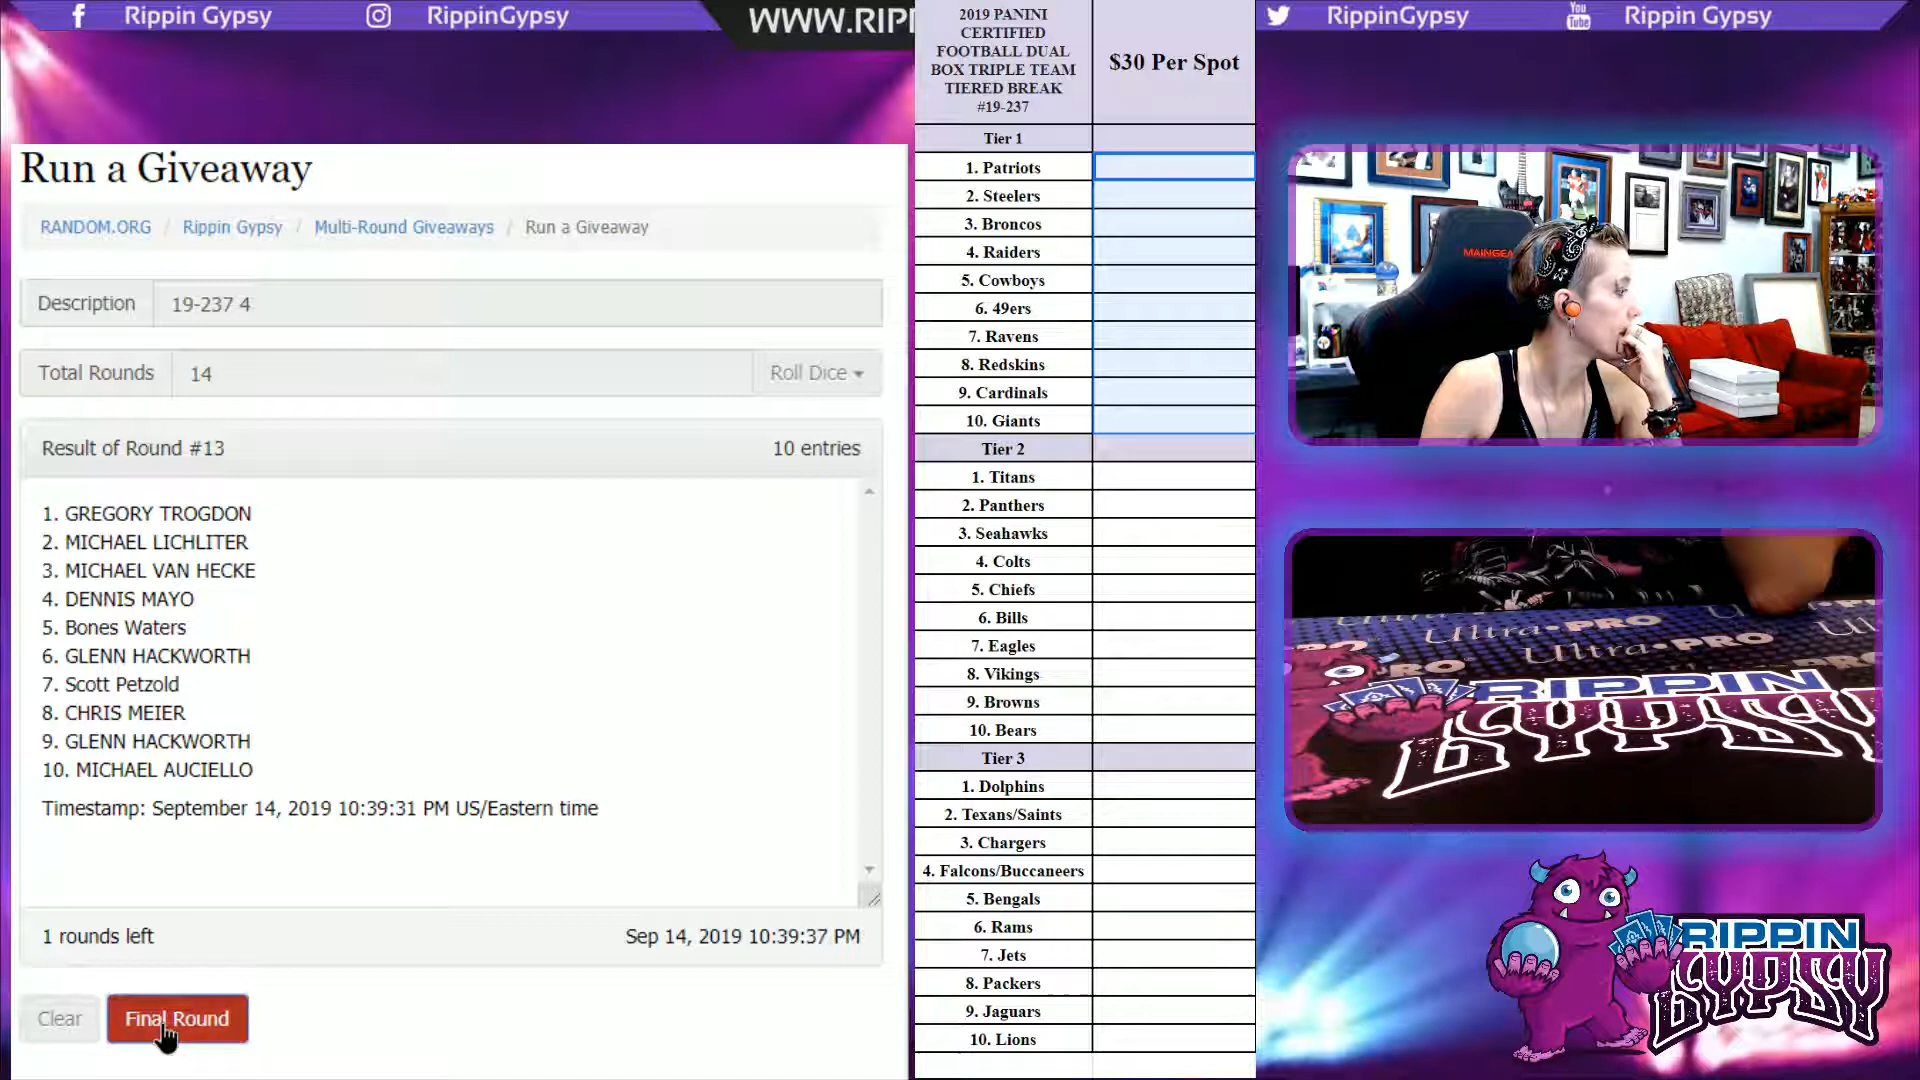 Rippin Gypsy
RippinGypsy
WWW.RIPP
RippinGypsy
You Tube
Rippin Gypsy
Run a Giveaway
RANDOM.ORG / Rippin Gypsy / Multi-Round Giveaways / Run a Giveaway
Description 19-237 4
Total Rounds 14 Roll Dice
Result of Round #13 10 entries
1. GREGORY TROGDON
2. MICHAEL LICHLITER
3. MICHAEL VAN HECKE
4. DENNIS MAYO
5. Bones Waters
6. GLENN HACKWORTH
7. Scott Petzold
8. CHRIS MEIER
9. GLENN HACKWORTH
10. MICHAEL AUCIELLO
Timestamp: September 14, 2019 10:39:31 PM US/Eastern time
1 rounds left Sep 14, 2019 10:39:37 PM
Clear Final Round
2019 PANINI
CERTIFIED
FOOTBALL DUAL
BOX TRIPLE TEAM
TIERED BREAK
#19-237
$30 Per Spot
Tier 1
1. Patriots
2. Steelers
3. Broncos
4. Raiders
5. Cowboys
6. 49ers
7. Ravens
8. Redskins
9. Cardinals
10. Giants
Tier 2
1. Titans
2. Panthers
3. Seahawks
4. Colts
5. Chiefs
6. Bills
7. Eagles
8. Vikings
9. Browns
10. Bears
Tier 3
1. Dolphins
2. Texans/Saints
3. Chargers
4. Falcons/Buccaneers
5. Bengals
6. Rams
7. Jets
8. Packers
9. Jaguars
10. Lions
MAINGEA
Ultra•PRO Ul
PRO Ultra•PRO
RIPPIN
GYPSY
RIPPIN
GYPSY